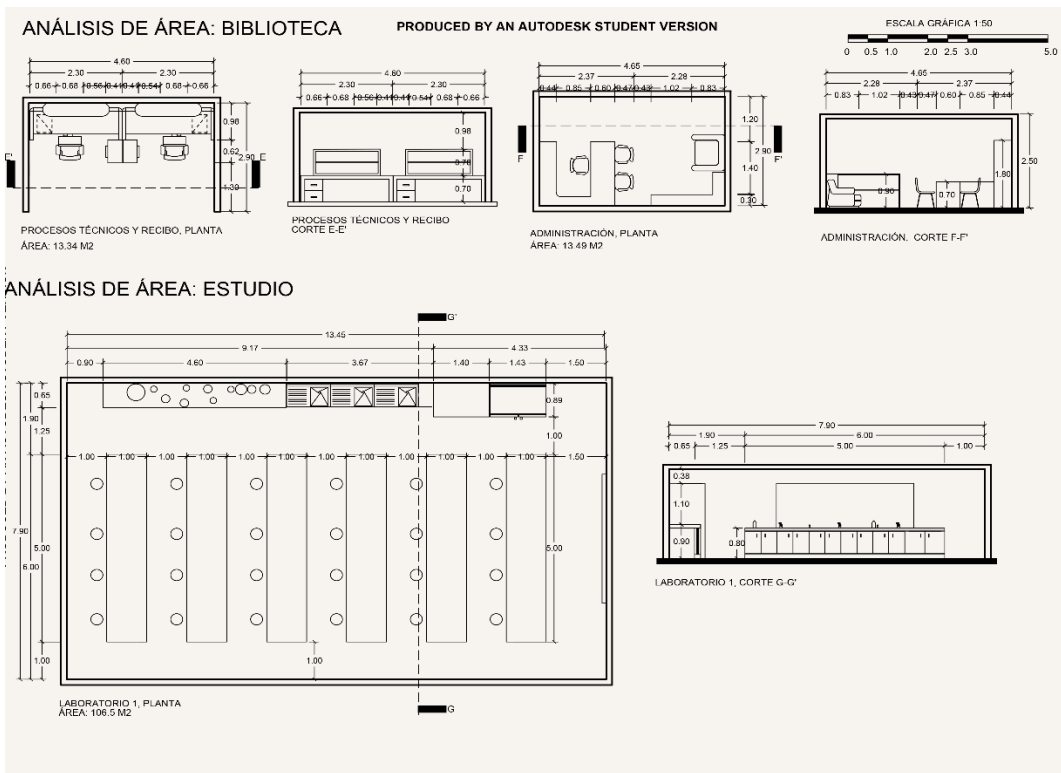 ANÁLISIS DE ÁREA: BIBLIOTECA
PRODUCED BY AN AUTODESK STUDENT VERSION
ESCALA GRÁFICA 1:50
0 0.5 1.0 2.0 2.5 3.0 5.0
4.60
2.30 2.30
0.66 0.68 0.56 0.41 0.41 0.54 0.68 0.66
0.98
0.62
2.90
1.30
E' E
PROCESOS TÉCNICOS Y RECIBO, PLANTA
ÁREA: 13.34 M2
4.60
2.30 2.30
0.66 0.68 0.56 0.41 0.41 0.54 0.68 0.66
0.98
0.70
PROCESOS TÉCNICOS Y RECIBO
CORTE E-E'
4.65
2.37 2.28
0.44 0.85 0.60 0.47 0.43 1.02 0.83
1.20
2.90
1.40
0.30
F F'
ADMINISTRACIÓN, PLANTA
ÁREA: 13.49 M2
4.65
2.28 2.37
0.83 1.02 0.43 0.47 0.60 0.85 0.44
2.50
1.80
0.90
0.70
ADMINISTRACIÓN. CORTE F-F'
ANÁLISIS DE ÁREA: ESTUDIO
G'
13.45
9.17 4.33
0.90 4.60 3.67 1.40 1.43 1.50
0.65
1.90
1.25
0.89
1.00
1.00 1.00 1.00 1.00 1.00 1.00 1.00 1.00 1.00 1.00 1.00 1.00 1.50
7.90
5.00
6.00
5.00
1.00
1.00
G
LABORATORIO 1, PLANTA
ÁREA: 106.5 M2
7.90
1.90 6.00
0.65 1.25 5.00 1.00
0.38
1.10
0.90
0.80
LABORATORIO 1, CORTE G-G'